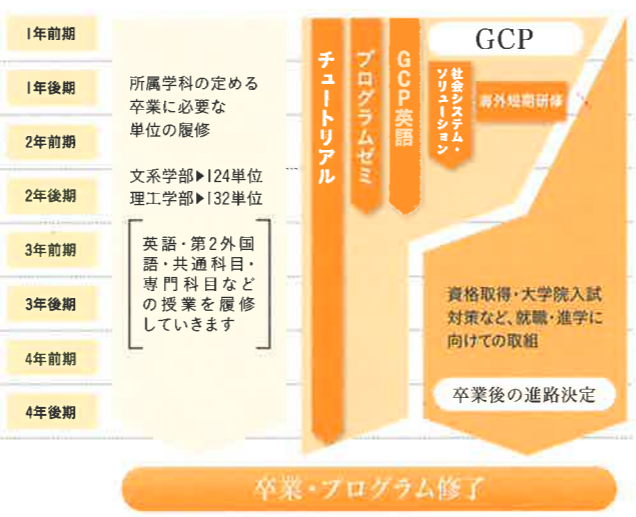 1年前期
1年後期
2年前期
2年後期
3年前期
3年後期
4年前期
4年後期
所属学科の定める
卒業に必要な
単位の履修
文系学部▶124単位
理工学部▶132単位
英語・第2外国
語・共通科目・
専門科目など
の授業を履修
していきます
チュートリアル
プログラムゼミ
GCP英語
社会システム・
ソリューション
GCP
海外短期研修
資格取得・大学院入試
対策など、就職・進学に
向けての取組
卒業後の進路決定
卒業・プログラム修了